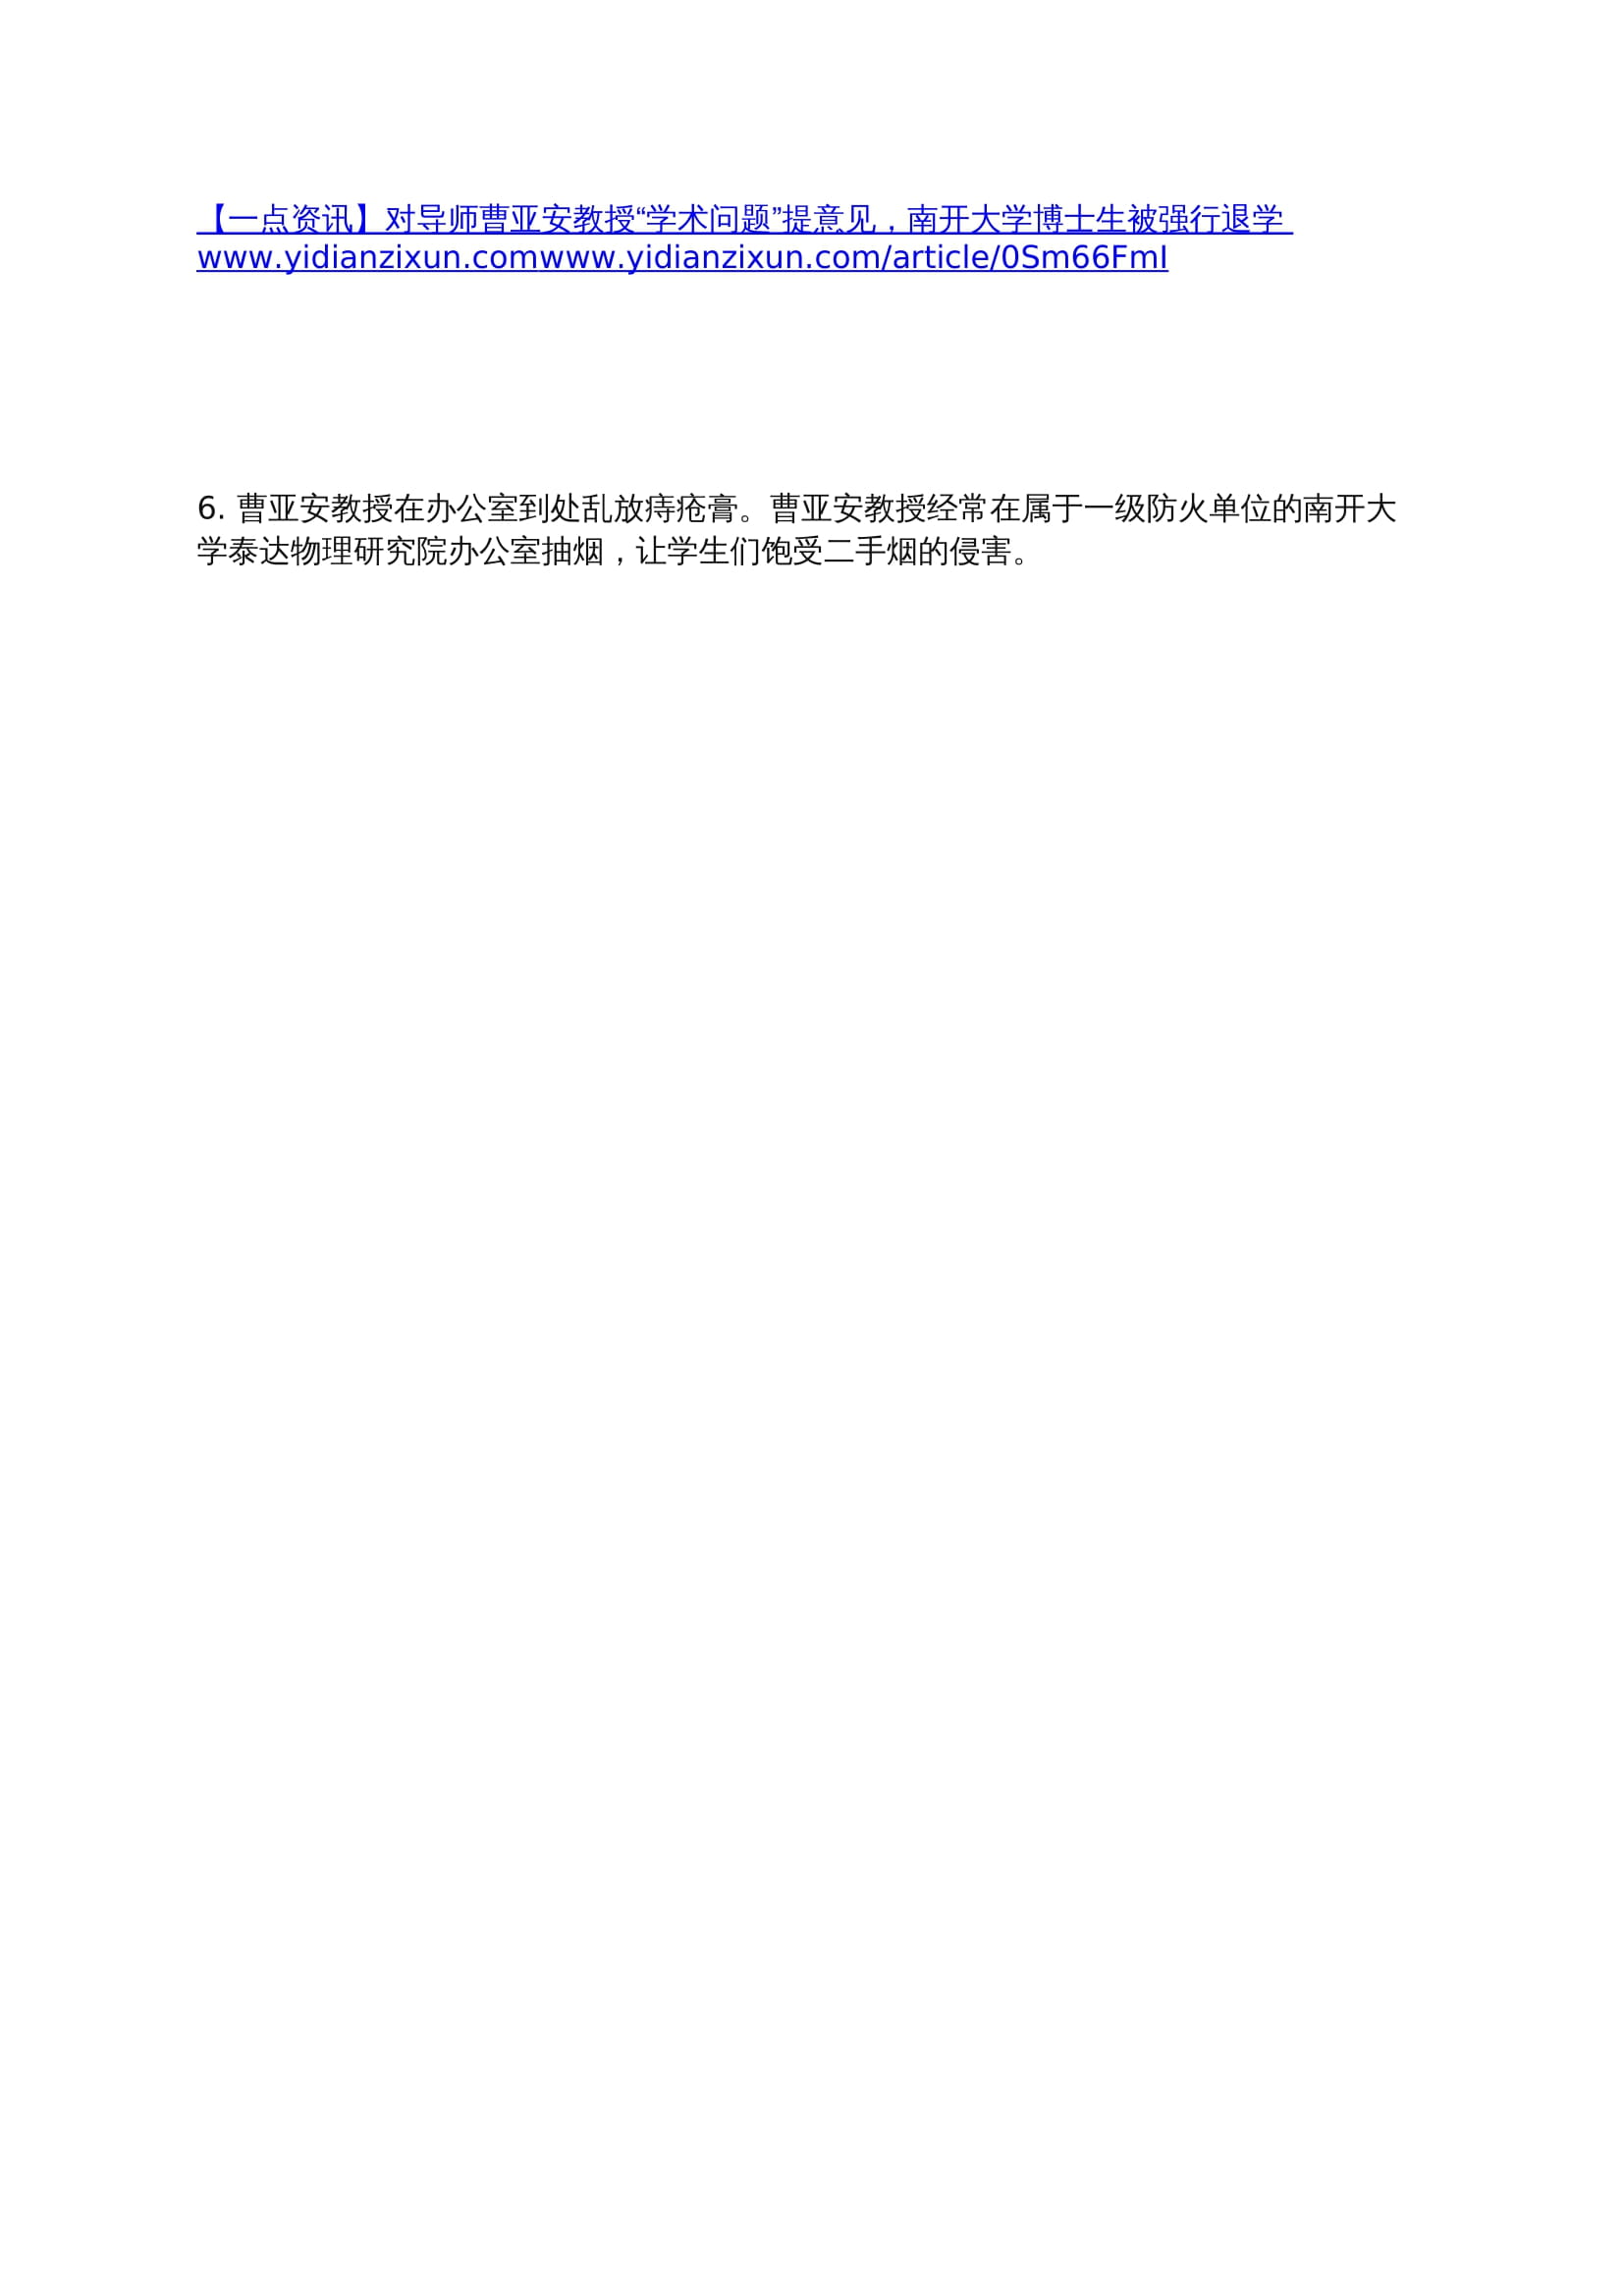 【一点资讯】对导师曹亚安教授“学术问题”提意见，南开大学博士生被强行退学
www.yidianzixun.comwww.yidianzixun.com/article/0Sm66FmI
6. 曹亚安教授在办公室到处乱放痔疮膏。曹亚安教授经常在属于一级防火单位的南开大
学泰达物理研究院办公室抽烟，让学生们饱受二手烟的侵害。